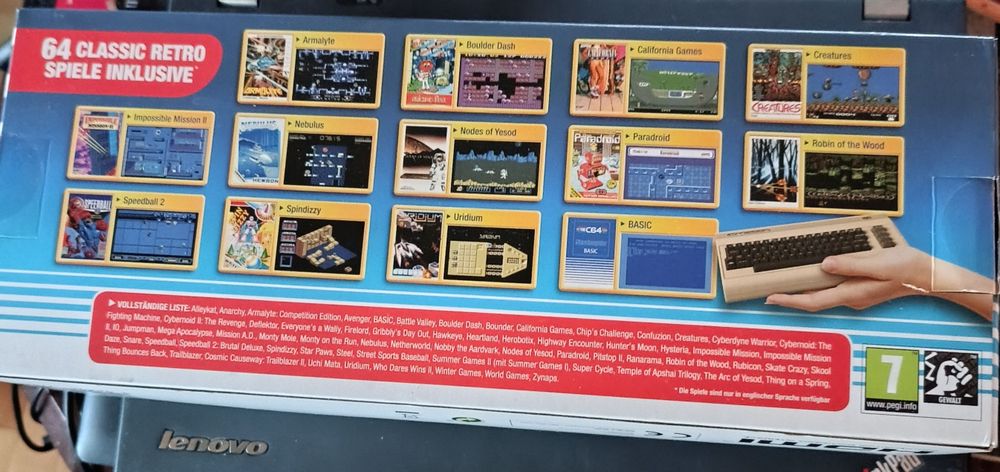 64 CLASSIC RETRO
SPIELE INKLUSIVE*
Armalyte
Boulder Dash
California Games
Creatures
Impossible Mission II
Nebulus
Nodes of Yesod
Paradroid
Robin of the Wood
Speedball 2
Spindizzy
Uridium
BASIC
CREATURES
HEWSON
Paradroid
SPEEDBALL
C64
BASIC
VOLLSTÄNDIGE LISTE: Alleykat, Anarchy, Armalyte: Competition Edition, Avenger, BASIC, Battle Valley, Boulder Dash, Bounder, California Games, Chip's Challenge, Confuzion, Creatures, Cyberdyne Warrior, Cybernoid: The
Fighting Machine, Cybernoid II: The Revenge, Deflektor, Everyone's a Wally, Firelord, Gribbly's Day Out, Hawkeye, Heartland, Herobotix, Highway Encounter, Hunter's Moon, Hysteria, Impossible Mission, Impossible Mission
II, IO, Jumpman, Mega Apocalypse, Mission A.D., Monty Mole, Monty on the Run, Nebulus, Netherworld, Nobby the Aardvark, Nodes of Yesod, Paradroid, Pitstop II, Ranarama, Robin of the Wood, Rubicon, Skate Crazy, Skool
Daze, Snare, Speedball, Speedball 2: Brutal Deluxe, Spindizzy, Star Paws, Steel, Street Sports Baseball, Summer Games II (mit Summer Games I), Super Cycle, Temple of Apshai Trilogy, The Arc of Yesod, Thing on a Spring,
Thing Bounces Back, Trailblazer, Cosmic Causeway: Trailblazer II, Uchi Mata, Uridium, Who Dares Wins II, Winter Games, World Games, Zynaps.
* Die Spiele sind nur in englischer Sprache verfügbar
7
www.pegi.info
GEWALT
lenovo